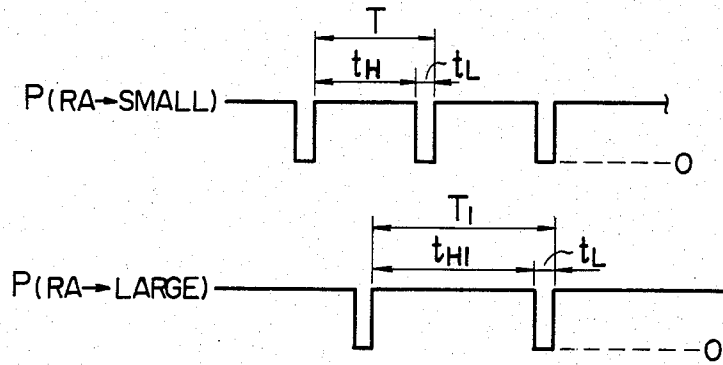 T
tH tL
P(RA→SMALL)
O
T1
tH1 tL
P(RA→LARGE)
O